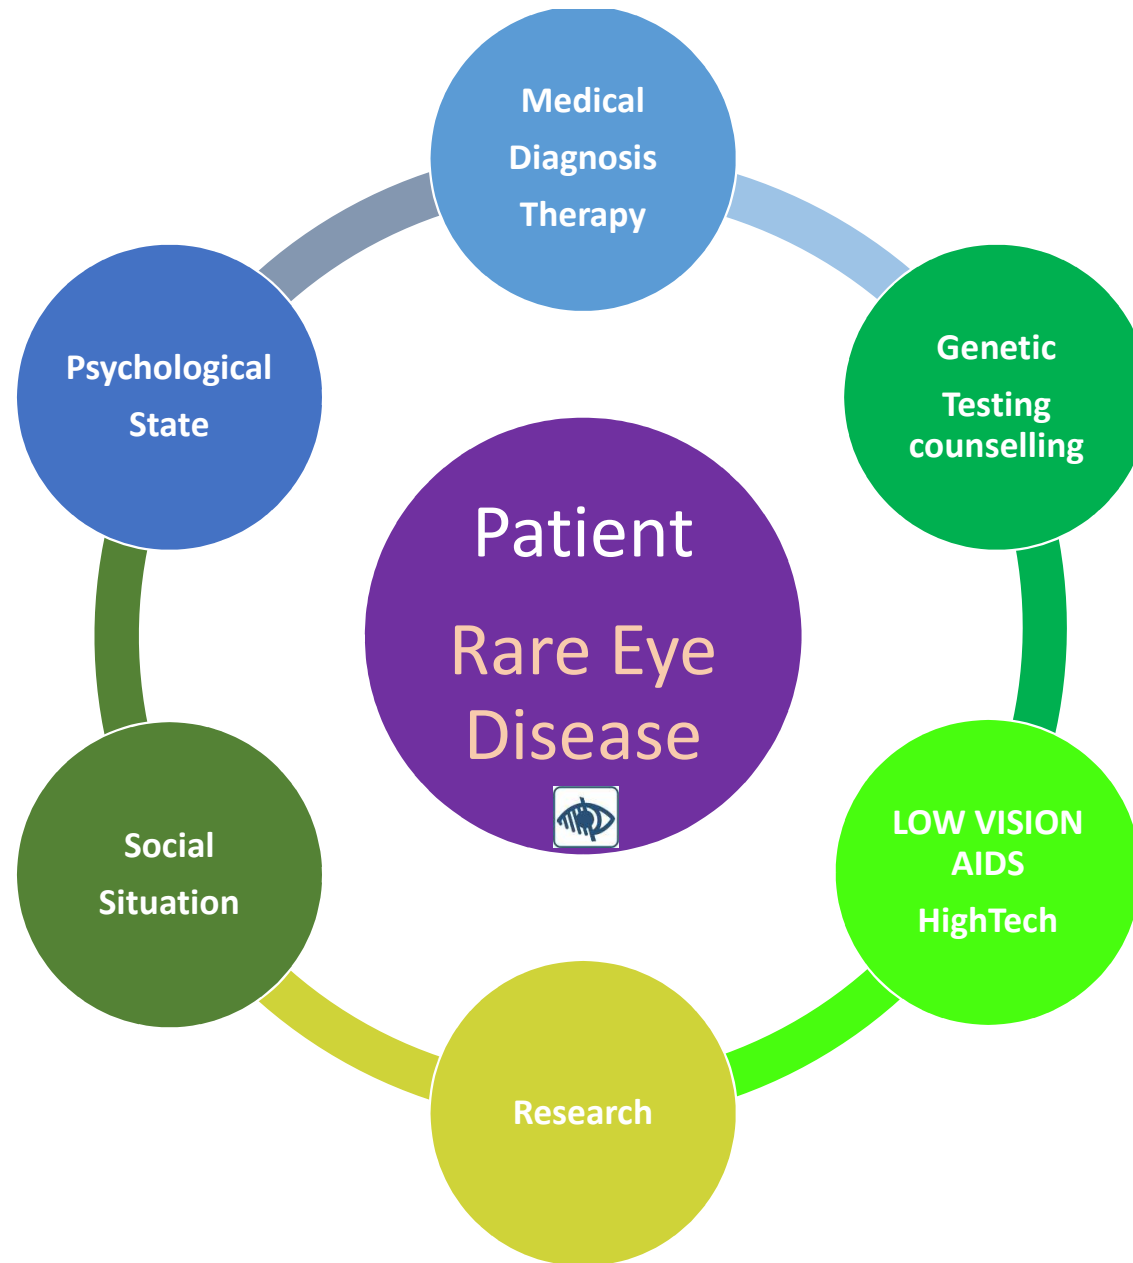 Medical
Diagnosis
Therapy
Genetic
Testing
counselling
LOW VISION
AIDS
HighTech
Research
Social
Situation
Psychological
State
Patient
Rare Eye
Disease